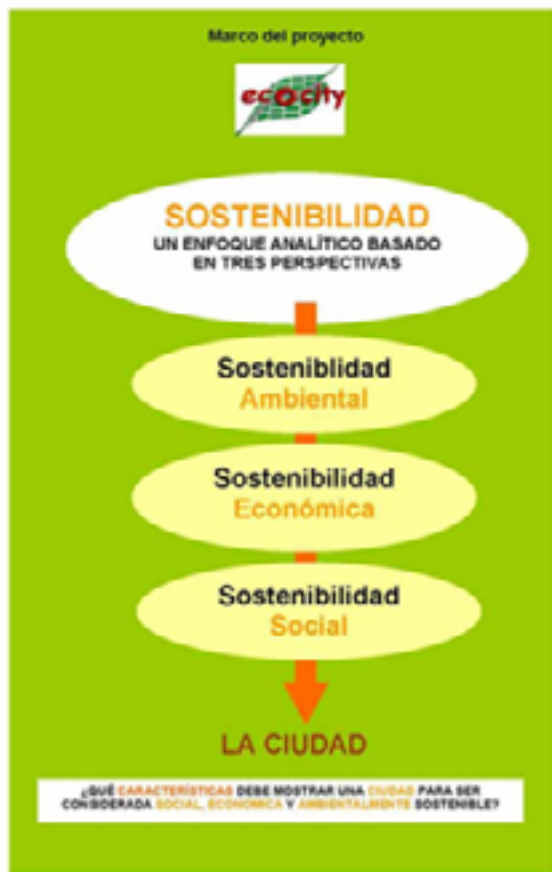 Marco del proyecto
ecocity
SOSTENIBILIDAD
UN ENFOQUE ANALÍTICO BASADO
EN TRES PERSPECTIVAS
Sosteniblidad
Ambiental
Sostenibilidad
Económica
Sostenibilidad
Social
LA CIUDAD
¿QUÉ CARACTERÍSTICAS DEBE MOSTRAR UNA CIUDAD PARA SER
CONSIDERADA SOCIAL, ECONÓMICA Y AMBIENTALMENTE SOSTENIBLE?